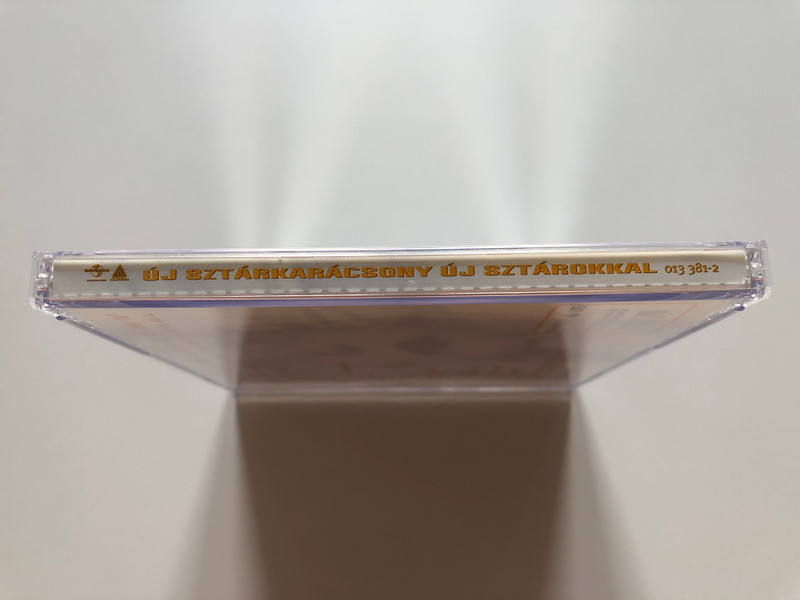 ÚJ SZTÁRKARÁCSONY ÚJ SZTÁROKKAL 013 381-2